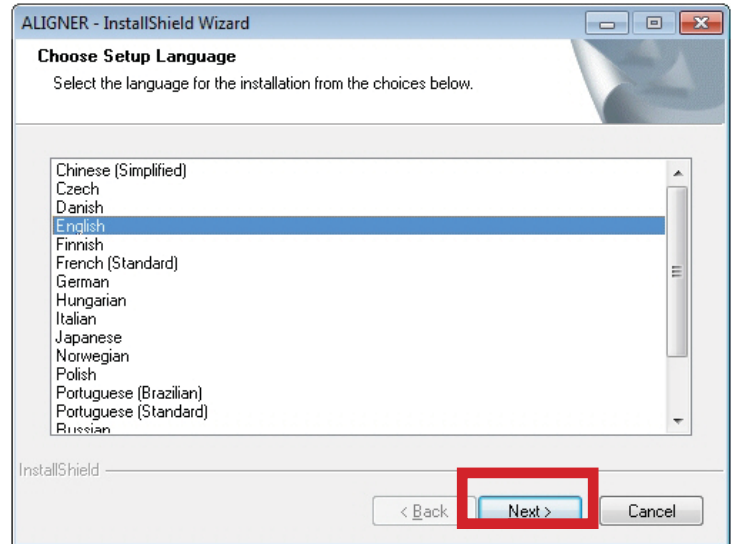 ALIGNER - InstallShield Wizard
Choose Setup Language
Select the language for the installation from the choices below.
Chinese (Simplified)
Czech
Danish
English
Finnish
French (Standard)
German
Hungarian
Italian
Japanese
Norwegian
Polish
Portuguese (Brazilian)
Portuguese (Standard)
Russian
InstallShield
< Back
Next >
Cancel